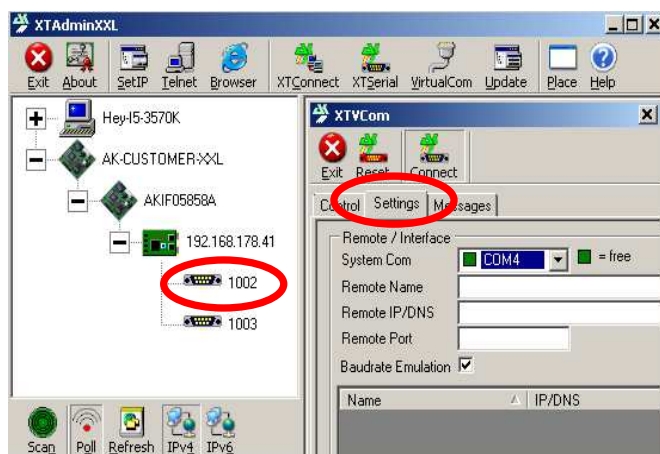 XTAdminXXL
Exit About SetIP Telnet Browser XTConnect XTSerial VirtualCom Update Place Help
Hey-I5-3570K
AK-CUSTOMER-XXL
AKIF05858A
192.168.178.41
1002
1003
Scan Poll Refresh IPv4 IPv6
XTVCom
Exit Reset Connect
Control Settings Messages
Remote / Interface
System Com COM4 = free
Remote Name
Remote IP/DNS
Remote Port
Baudrate Emulation
Name IP/DNS